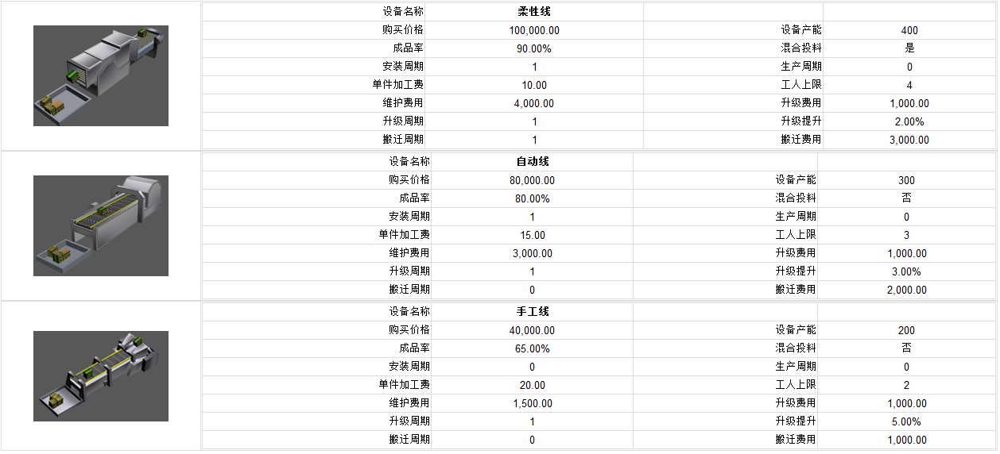 设备名称 柔性线
购买价格 100,000.00 设备产能 400
成品率 90.00% 混合投料 是
安装周期 1 生产周期 0
单件加工费 10.00 工人上限 4
维护费用 4,000.00 升级费用 1,000.00
升级周期 1 升级提升 2.00%
搬迁周期 1 搬迁费用 3,000.00
设备名称 自动线
购买价格 80,000.00 设备产能 300
成品率 80.00% 混合投料 否
安装周期 1 生产周期 0
单件加工费 15.00 工人上限 3
维护费用 3,000.00 升级费用 1,000.00
升级周期 1 升级提升 3.00%
搬迁周期 0 搬迁费用 2,000.00
设备名称 手工线
购买价格 40,000.00 设备产能 200
成品率 65.00% 混合投料 否
安装周期 0 生产周期 0
单件加工费 20.00 工人上限 2
维护费用 1,500.00 升级费用 1,000.00
升级周期 1 升级提升 5.00%
搬迁周期 0 搬迁费用 1,000.00